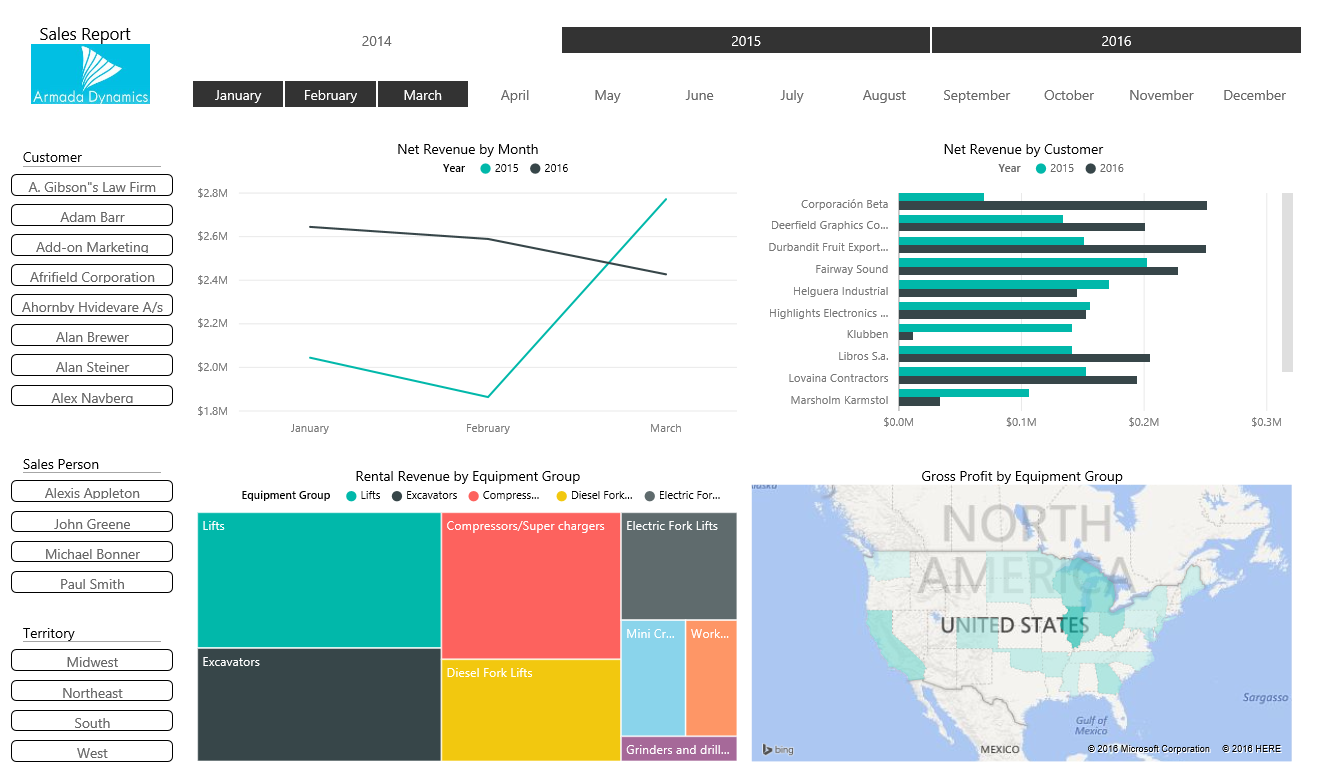 Sales Report
Armada Dynamics
2014 2015 2016
January February March April May June July August September October November December
Customer
A. Gibson"s Law Firm
Adam Barr
Add-on Marketing
Afrifield Corporation
Ahornby Hvidevare A/s
Alan Brewer
Alan Steiner
Alex Navberg
Sales Person
Alexis Appleton
John Greene
Michael Bonner
Paul Smith
Territory
Midwest
Northeast
South
West
Net Revenue by Month
Year 2015 2016
$2.8M
$2.6M
$2.4M
$2.2M
$2.0M
$1.8M
January February March
Net Revenue by Customer
Year 2015 2016
Corporación Beta
Deerfield Graphics Co...
Durbandit Fruit Export...
Fairway Sound
Helguera Industrial
Highlights Electronics ...
Klubben
Libros S.a.
Lovaina Contractors
Marsholm Karmstol
$0.0M $0.1M $0.2M $0.3M
Rental Revenue by Equipment Group
Equipment Group Lifts Excavators Compress... Diesel Fork... Electric For...
Lifts
Compressors/Super chargers
Electric Fork Lifts
Mini Cr...
Work...
Excavators
Diesel Fork Lifts
Grinders and drill...
Gross Profit by Equipment Group
NORTH
AMERICA
UNITED STATES
Sargasso
Gulf of
Mexico
MEXICO
bing
© 2016 Microsoft Corporation © 2016 HERE